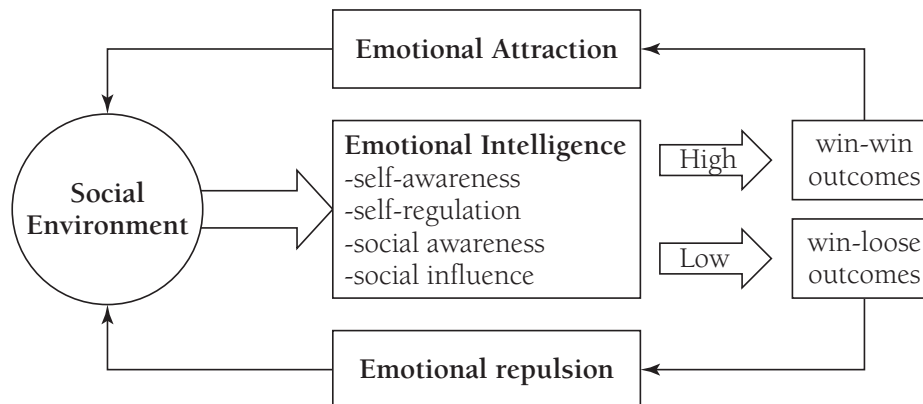 Emotional Attraction
Social
Environment
Emotional Intelligence
-self-awareness
-self-regulation
-social awareness
-social influence
High
win-win
outcomes
Low
win-loose
outcomes
Emotional repulsion